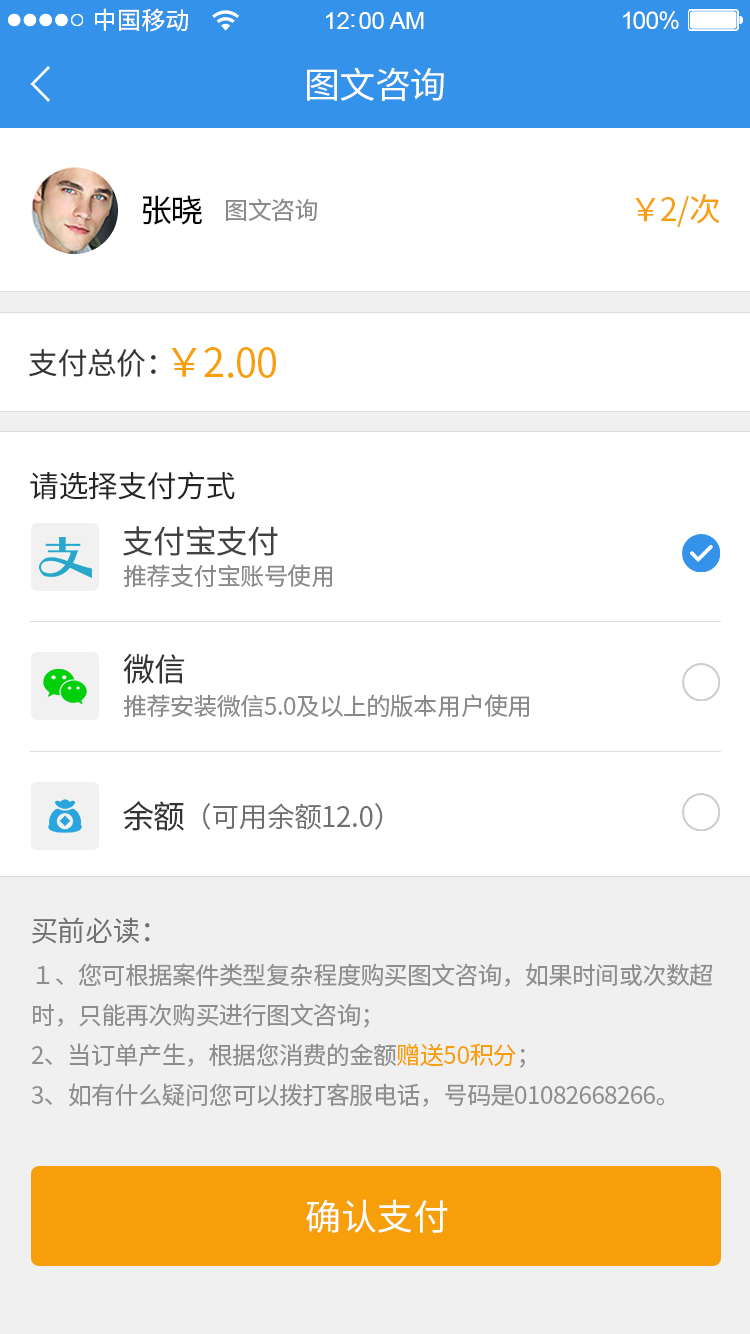 中国移动 12:00 AM 100%
图文咨询
张晓 图文咨询 ￥2/次
支付总价：￥2.00
请选择支付方式
支
支付宝支付
推荐支付宝账号使用
微信
推荐安装微信5.0及以上的版本用户使用
余额（可用余额12.0）
买前必读：
１、您可根据案件类型复杂程度购买图文咨询，如果时间或次数超
时，只能再次购买进行图文咨询；
2、当订单产生，根据您消费的金额赠送50积分；
3、如有什么疑问您可以拨打客服电话，号码是01082668266。
确认支付